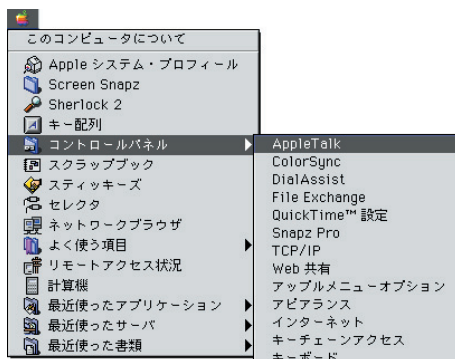 このコンピュータについて
Apple システム・プロフィール
Screen Snapz
Sherlock 2
キー配列
コントロールパネル
スクラップブック
スティッキーズ
セレクタ
ネットワークブラウザ
よく使う項目
リモートアクセス状況
計算機
最近使ったアプリケーション
最近使ったサーバ
最近使った書類
AppleTalk
ColorSync
DialAssist
File Exchange
QuickTime™ 設定
Snapz Pro
TCP/IP
Web 共有
アップルメニューオプション
アピアランス
インターネット
キーチェーンアクセス
キーボード